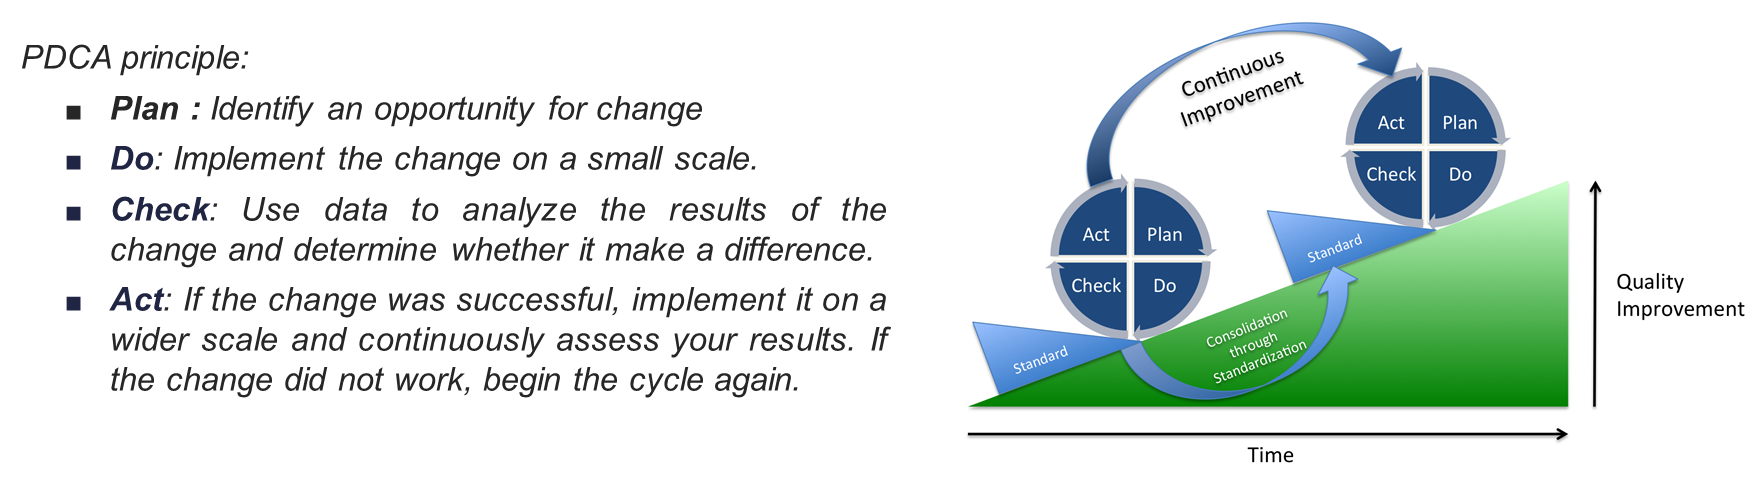 PDCA principle:
▪ Plan : Identify an opportunity for change
▪ Do: Implement the change on a small scale.
▪ Check: Use data to analyze the results of the
change and determine whether it make a difference.
▪ Act: If the change was successful, implement it on a
wider scale and continuously assess your results. If
the change did not work, begin the cycle again.
Continuous
Improvement
Act
Plan
Check
Do
Act
Plan
Check
Do
Standard
Standard
Consolidation
through
Standardization
Quality
Improvement
Time